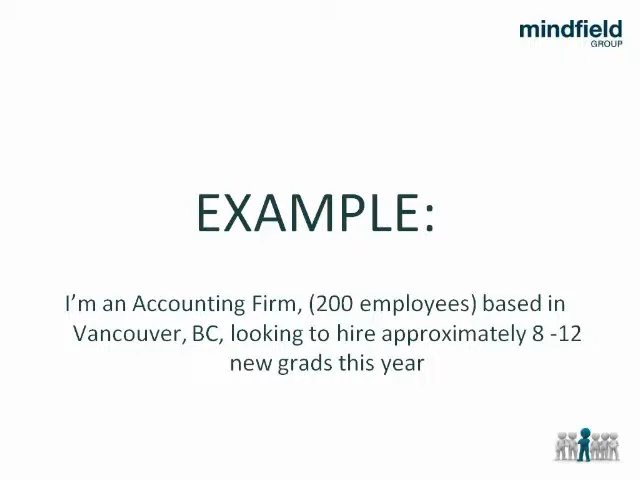 mindfield
GROUP
EXAMPLE:
I'm an Accounting Firm, (200 employees) based in
Vancouver, BC, looking to hire approximately 8 -12
new grads this year